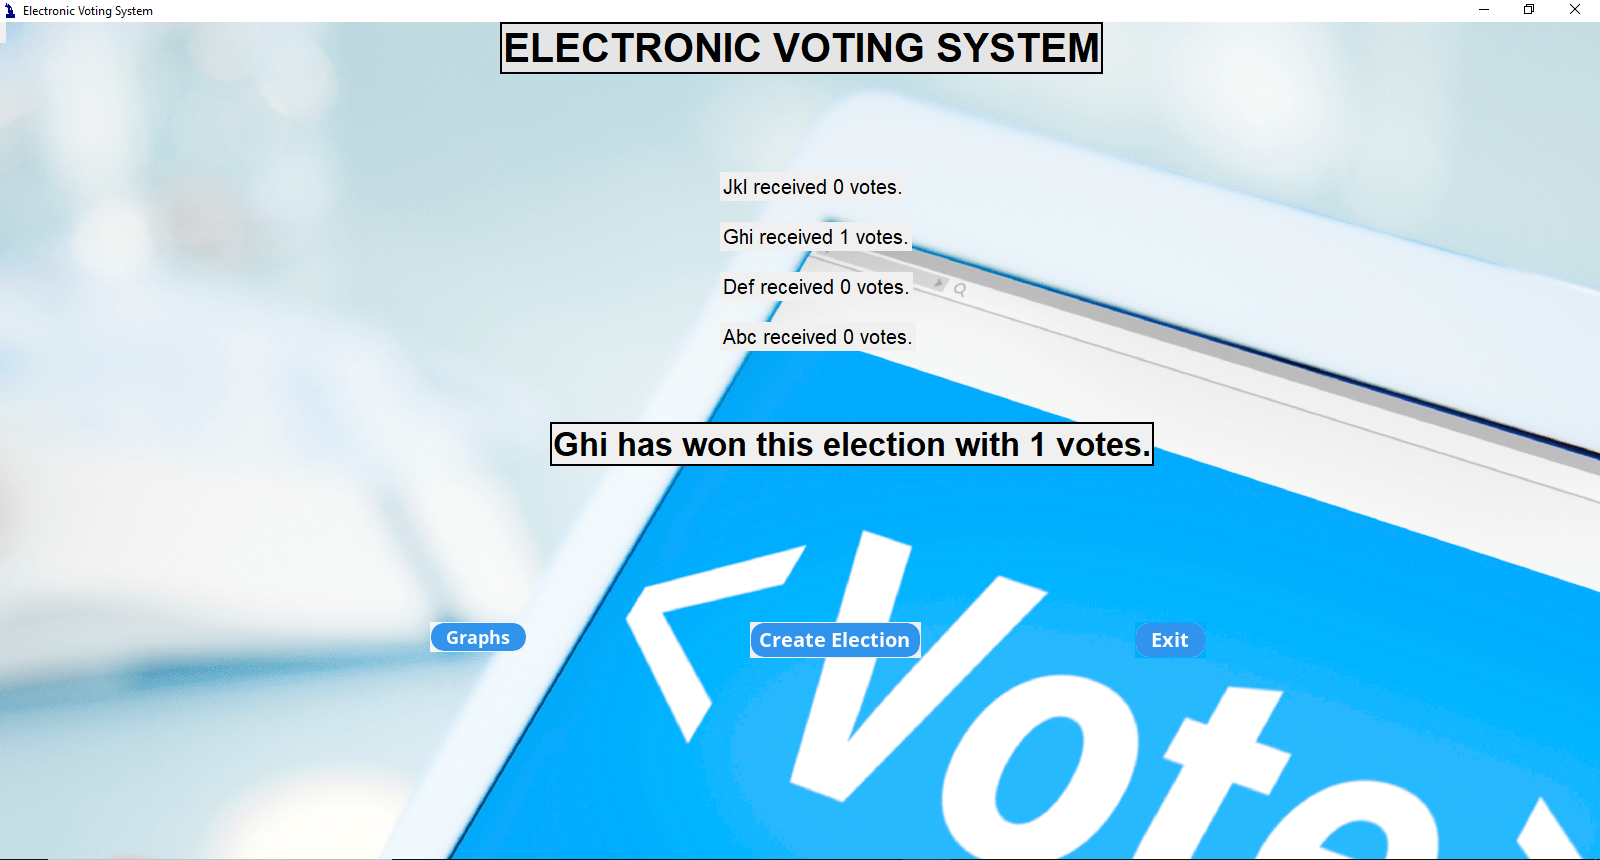 Electronic Voting System
ELECTRONIC VOTING SYSTEM
Jkl received 0 votes.
Ghi received 1 votes.
Def received 0 votes.
Abc received 0 votes.
Ghi has won this election with 1 votes.
Graphs
Create Election
Exit
<Vote>